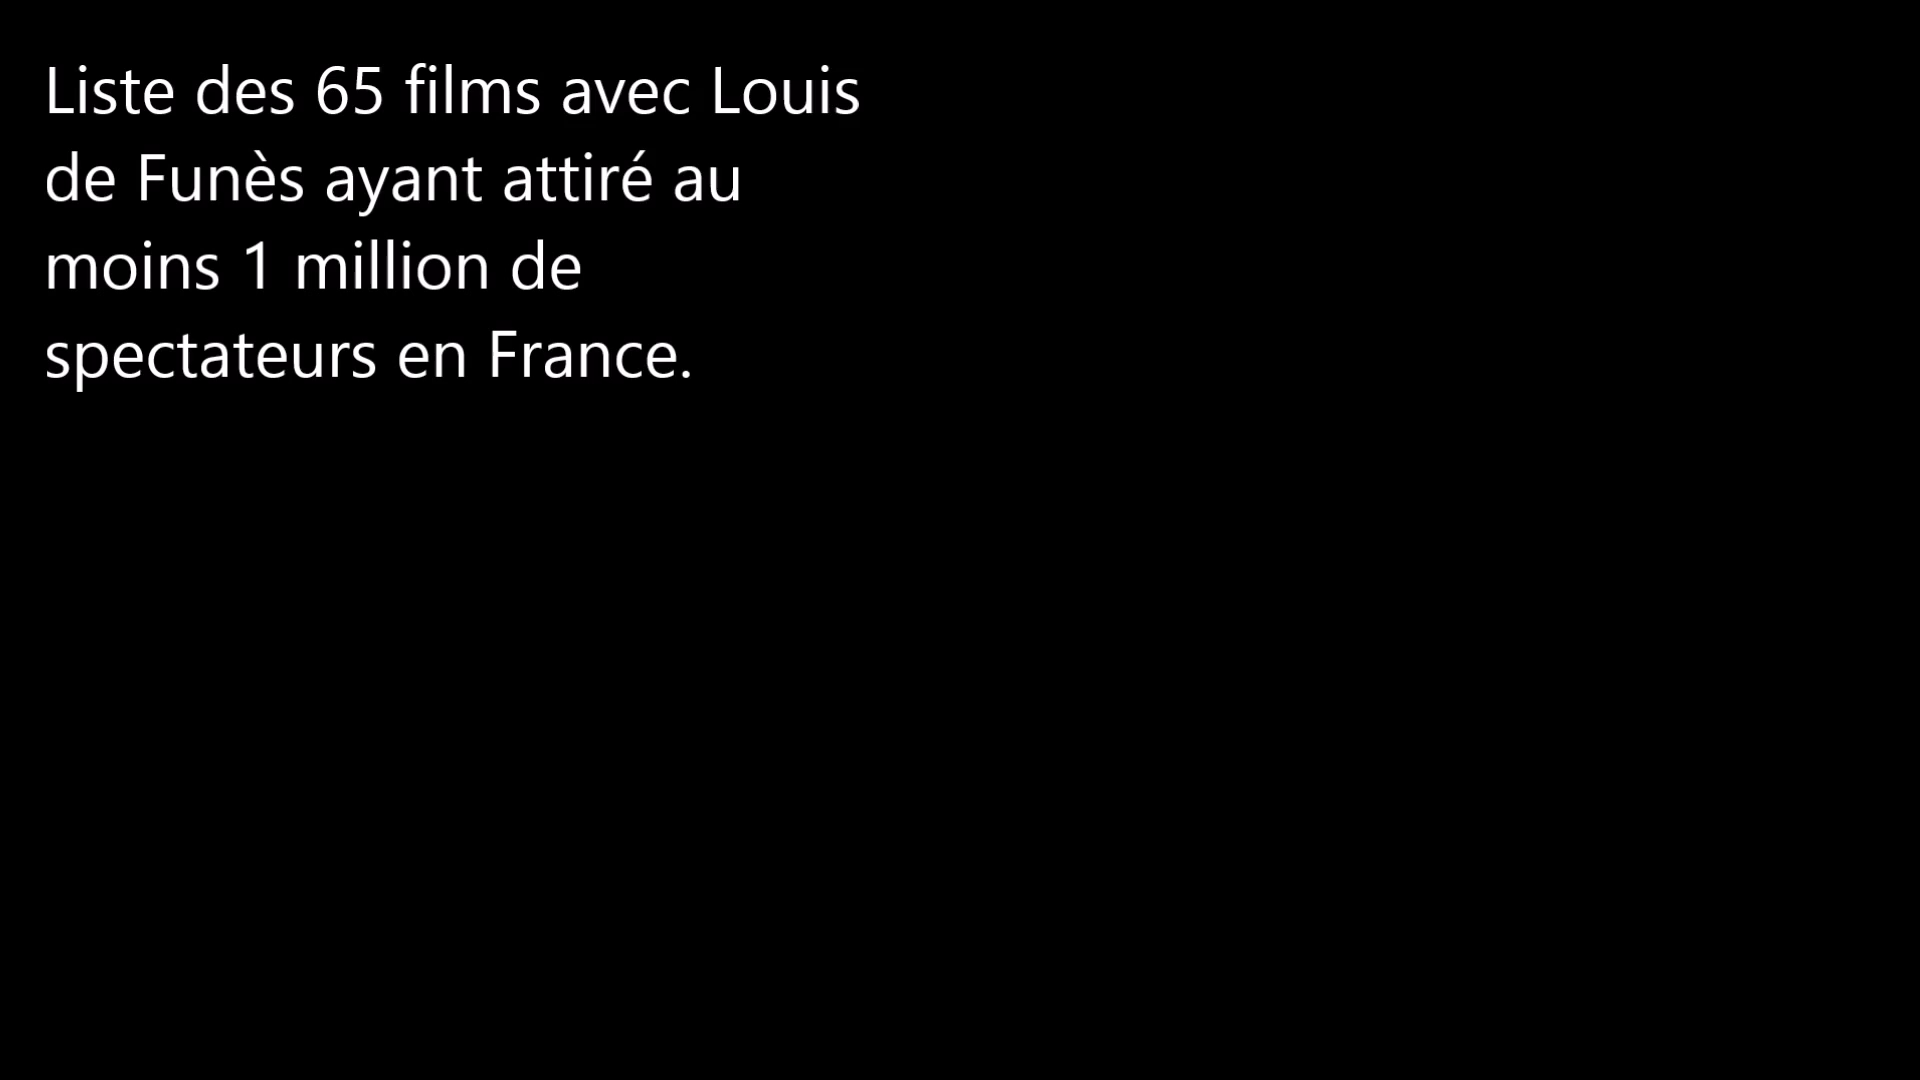 Liste des 65 films avec Louis
de Funès ayant attiré au
moins 1 million de
spectateurs en France.